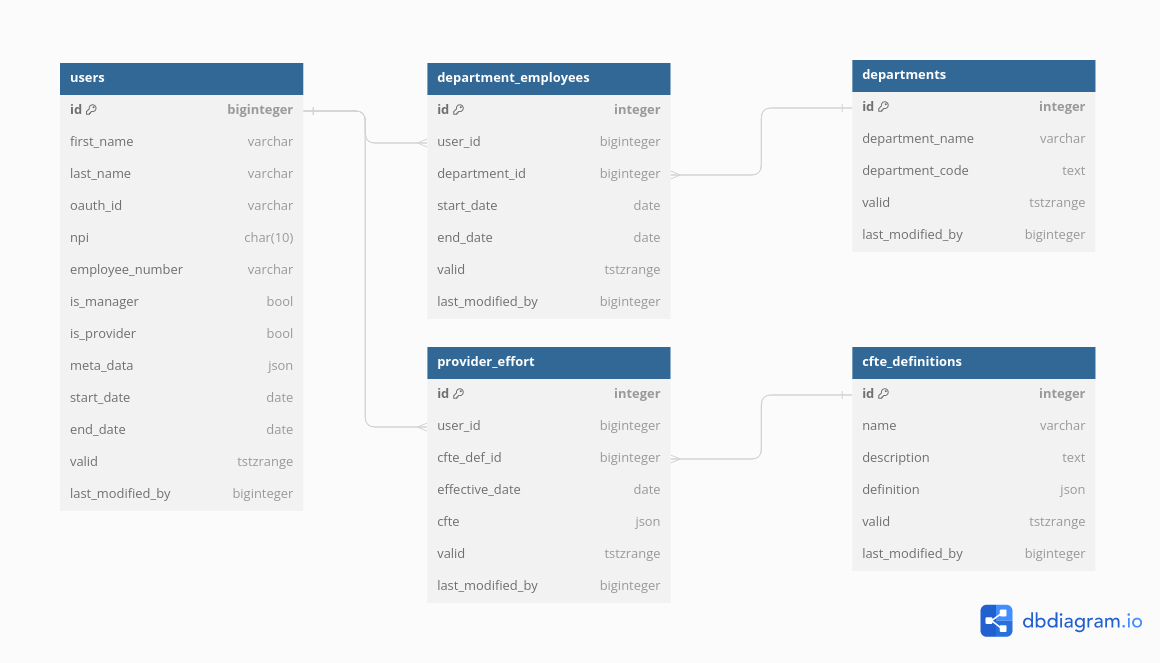 users
id biginteger
first_name varchar
last_name varchar
oauth_id varchar
npi char(10)
employee_number varchar
is_manager bool
is_provider bool
meta_data json
start_date date
end_date date
valid tstzrange
last_modified_by biginteger
department_employees
id integer
user_id biginteger
department_id biginteger
start_date date
end_date date
valid tstzrange
last_modified_by biginteger
departments
id integer
department_name varchar
department_code text
valid tstzrange
last_modified_by biginteger
provider_effort
id integer
user_id biginteger
cfte_def_id biginteger
effective_date date
cfte json
valid tstzrange
last_modified_by biginteger
cfte_definitions
id integer
name varchar
description text
definition json
valid tstzrange
last_modified_by biginteger
dbdiagram.io